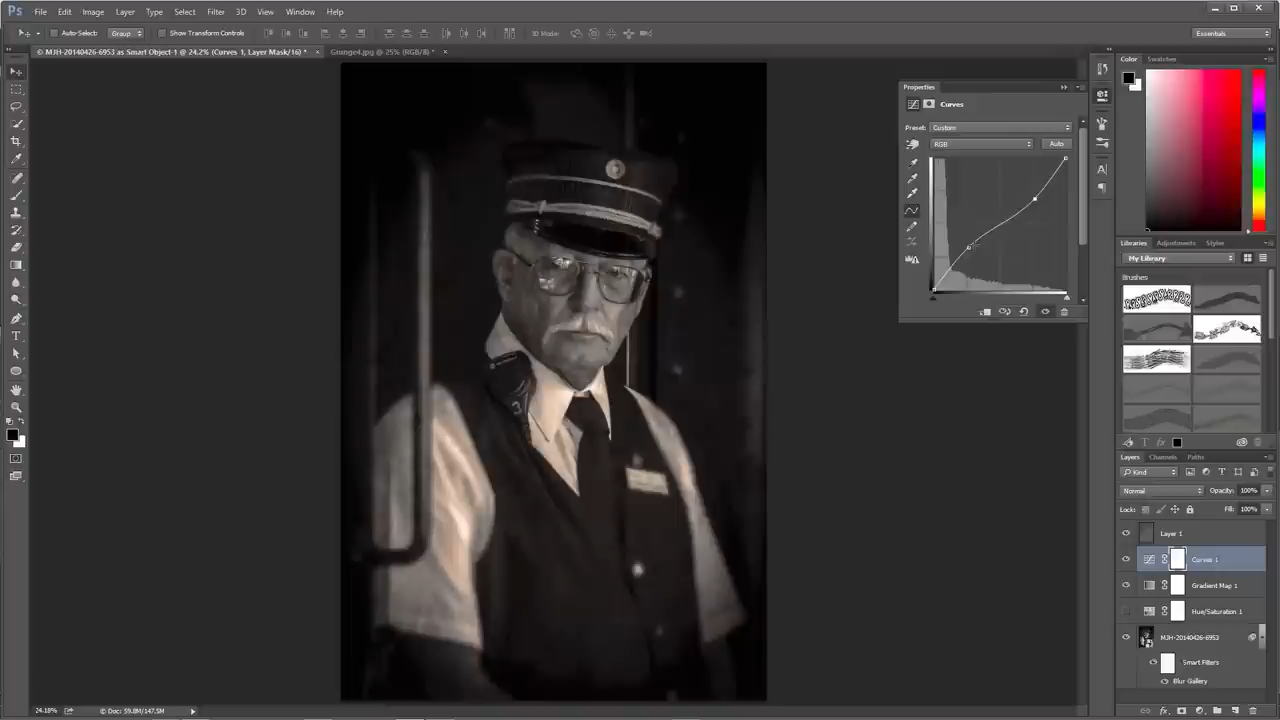 Ps File Edit Image Layer Type Select Filter 3D View Window Help
Auto-Select: Group Show Transform Controls 3D Mode: Essentials
MJH-20140426-6953 as Smart Object-1 @ 24.2% (Curves 1, Layer Mask/16) * × Grunge4.jpg @ 25% (RGB/8) * ×
Color Swatches
Properties
Curves
Preset: Custom
RGB Auto
A
Libraries Adjustments Styles
My Library
Brushes
3
Layers Channels Paths
Kind
Normal Opacity: 100%
Lock: Fill: 100%
Layer 1
Curves 1
Gradient Map 1
Hue/Saturation 1
MJH-20140426-6953
Smart Filters
Blur Gallery
24.18% Doc: 59.8M/147.5M